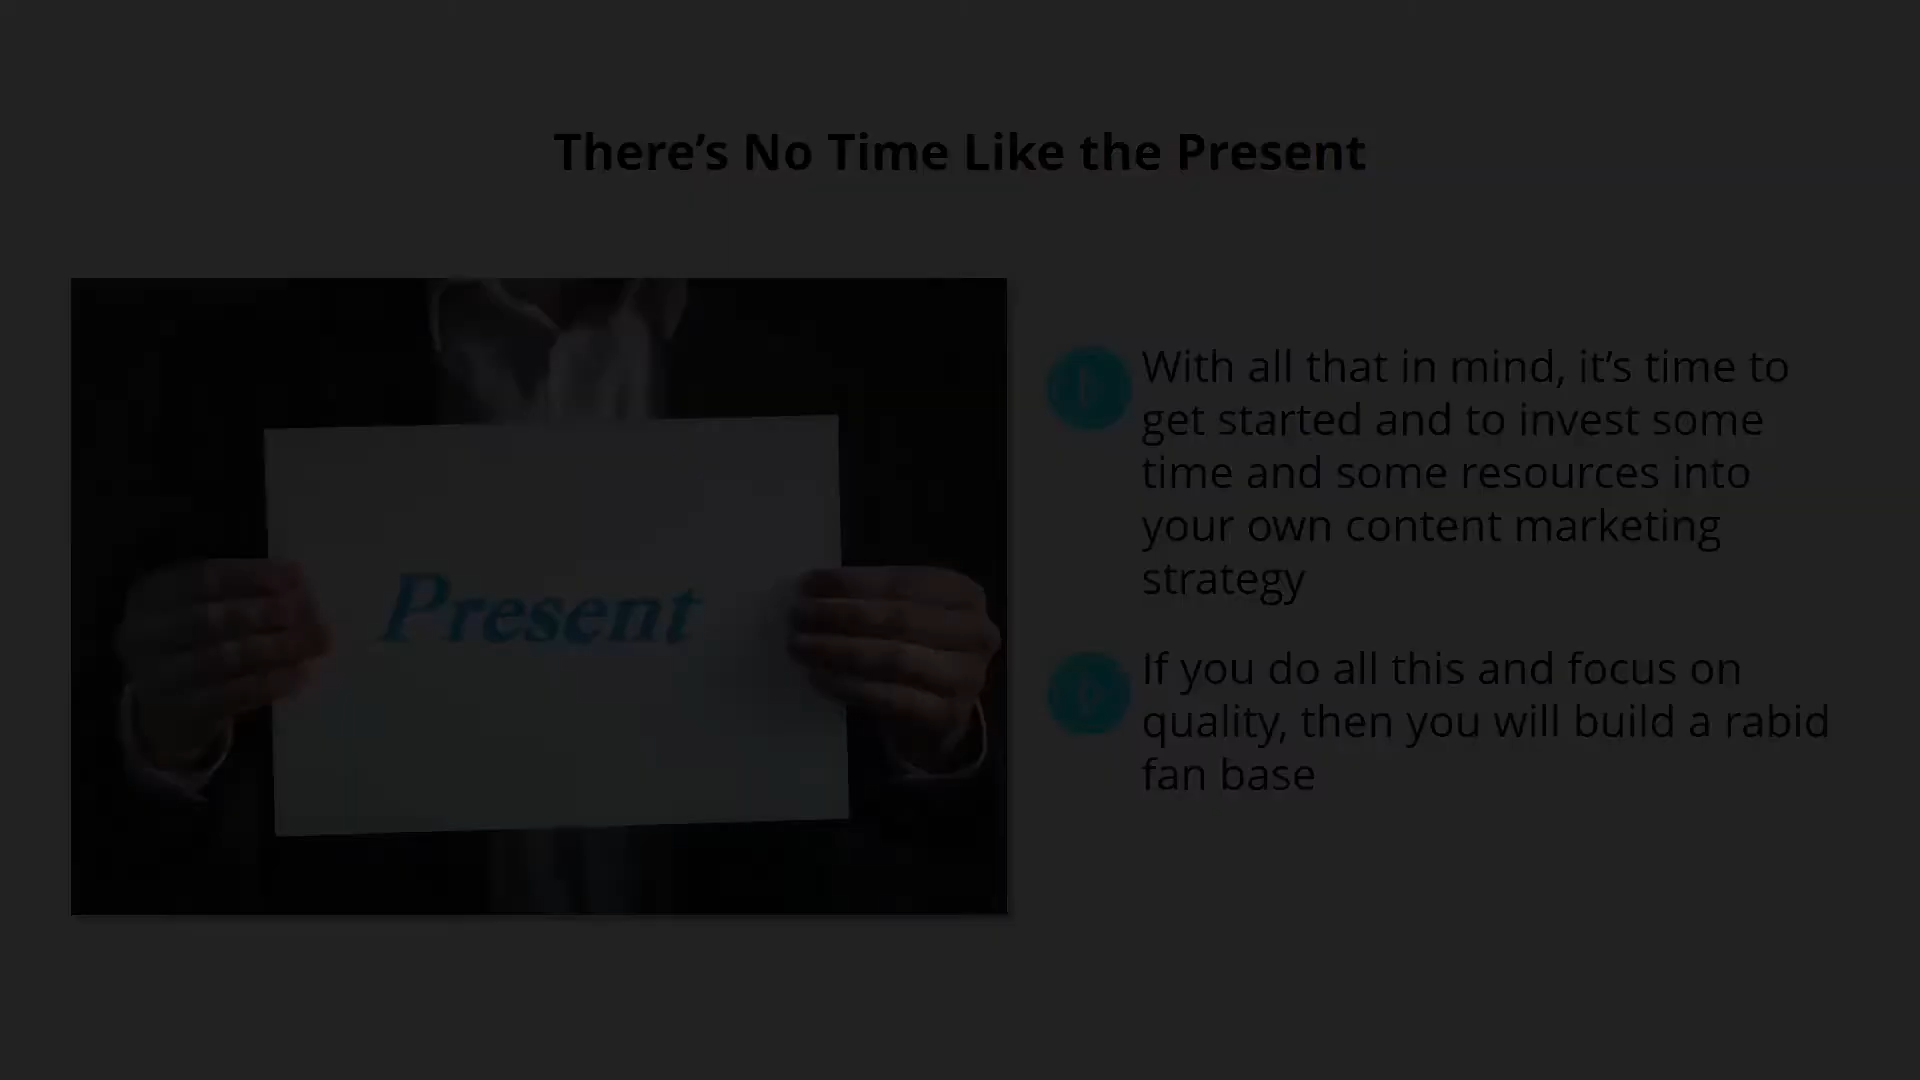 There’s No Time Like the Present
Present
With all that in mind, it’s time to
get started and to invest some
time and some resources into
your own content marketing
strategy
If you do all this and focus on
quality, then you will build a rabid
fan base